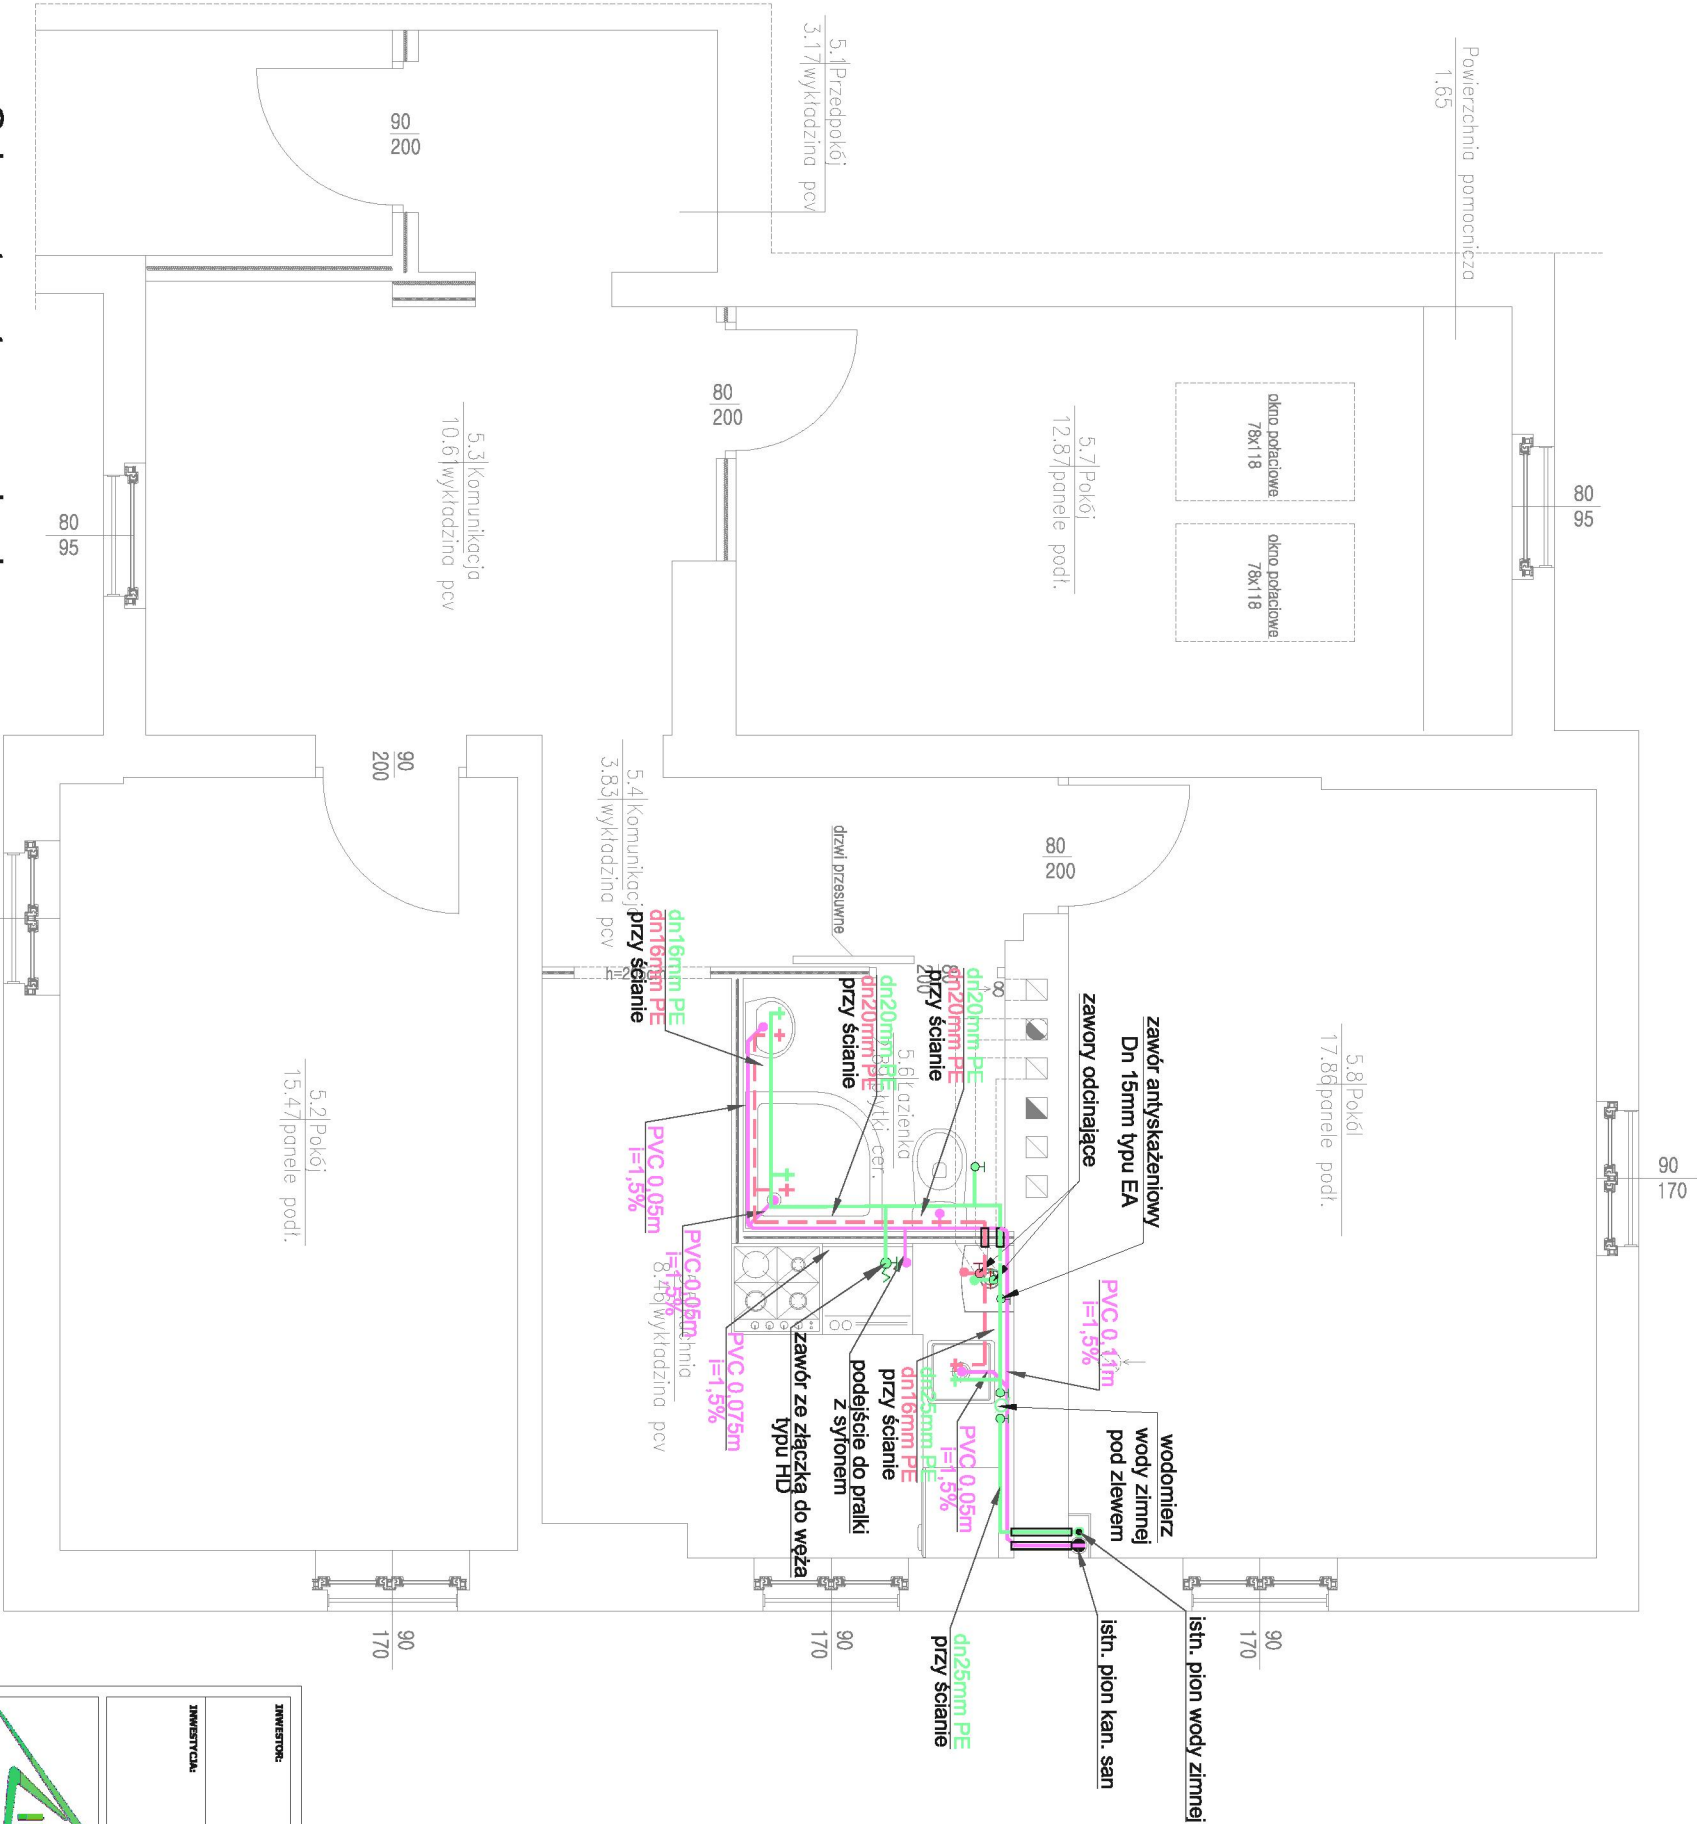 Powierzchnia pomocnicza
1.65
5.1 Przedpokój
3.17 wykładzina pcv
90
200
80
200
okno połaciowe
78x118
okno połaciowe
78x118
80
95
5.7 Pokój
12.87 panele podł.
5.3 Komunikacja
10.61 wykładzina pcv
80
95
90
200
5.4 Komunikacja
3.83 wykładzina pcv
drzwi przesuwne
80
200
5.8 Pokól
17.86 panele podł.
90
170
5.2 Pokój
15.47 panele podł.
dn16mm PE
dn16mm PE
przy ścianie
dn20mm PE
dn20mm PE
przy ścianie
dn20mm PE
dn20mm PE
przy ścianie
5.6 Łazienka
zawory odcinające
zawór antyskażeniowy
Dn 15mm typu EA
PVC 0,05m
i=1,5%
PVC 0,05m
i=1,5%
PVC 0,075m
i=1,5%
wykładzina pcv
zawór ze złączką do węża
typu HD
podejście do pralki
z syfonem
dn25mm PE
dn16mm PE
przy ścianie
PVC 0,05m
i=1,5%
PVC 0,11m
i=1,5%
wodomierz
wody zimnej
pod zlewem
dn25mm PE
przy ścianie
istn. pion kan. san
istn. pion wody zimnej
90
170
90
170
90
170
INWESTOR:
INWESTYCJA: